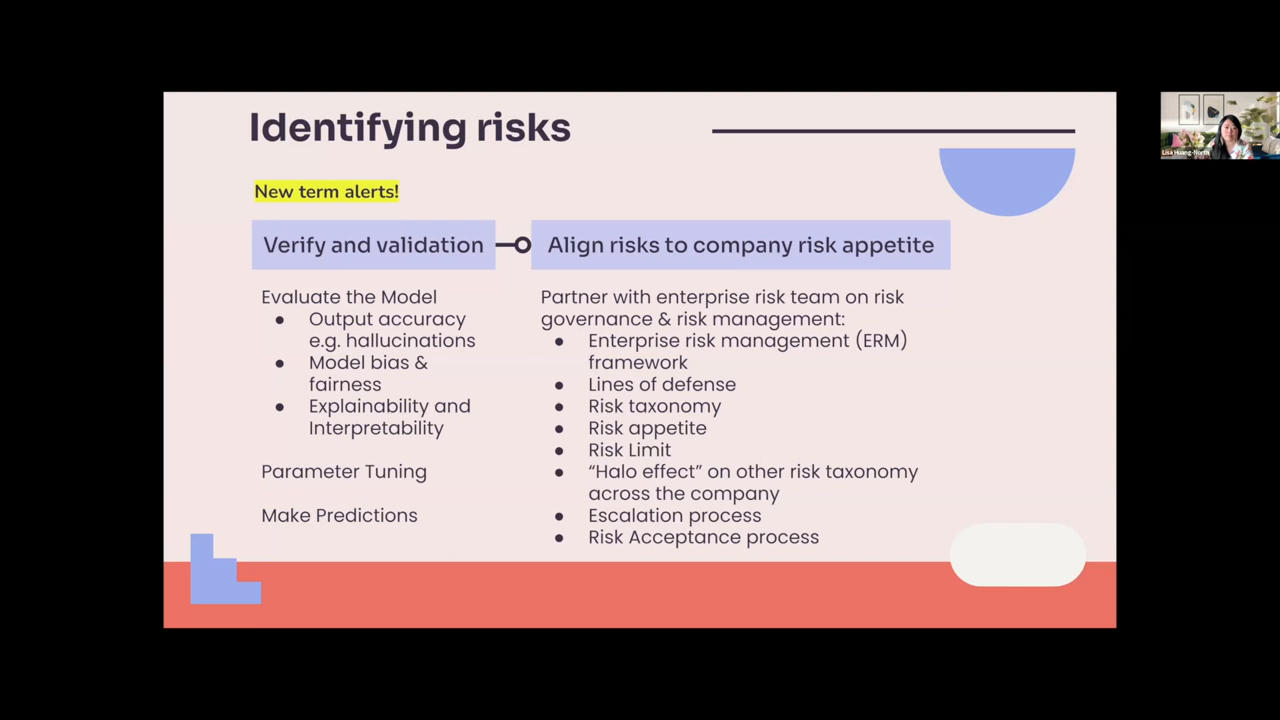 Identifying risks
New term alerts!
Verify and validation
Align risks to company risk appetite
Evaluate the Model
● Output accuracy
e.g. hallucinations
● Model bias &
fairness
● Explainability and
Interpretability
Parameter Tuning
Make Predictions
Partner with enterprise risk team on risk
governance & risk management:
● Enterprise risk management (ERM)
framework
● Lines of defense
● Risk taxonomy
● Risk appetite
● Risk Limit
● “Halo effect” on other risk taxonomy
across the company
● Escalation process
● Risk Acceptance process
Lisa Huang-North